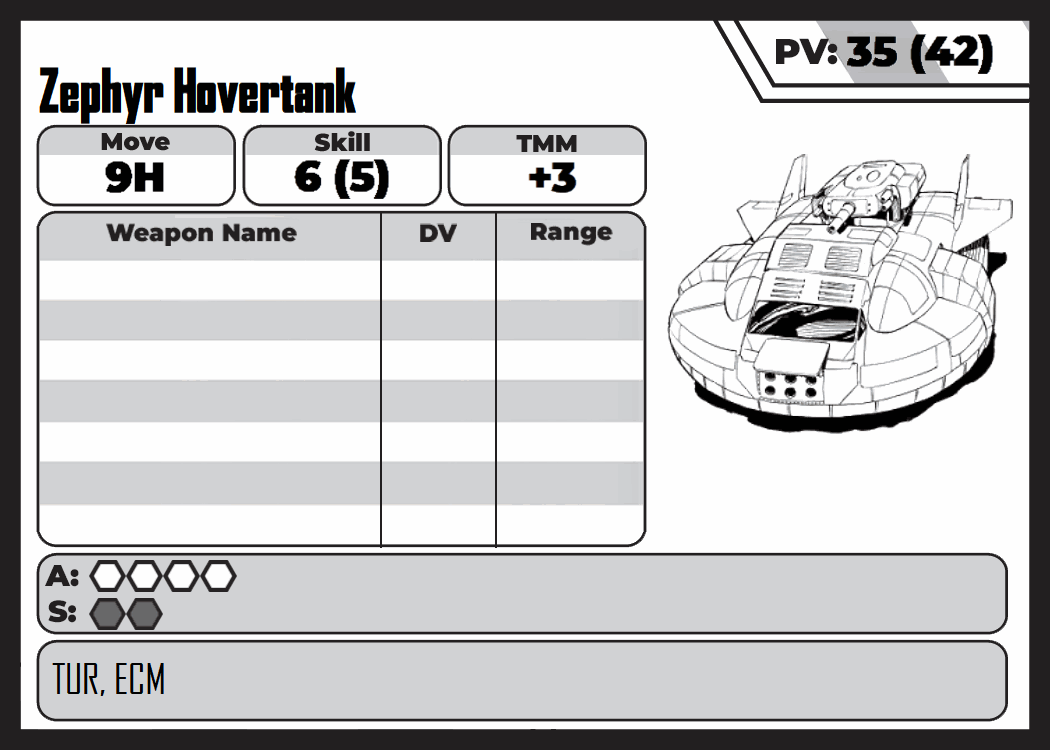 PV: 35 (42)
Zephyr Hovertank
Move Skill TMM
9H 6 (5) +3
Weapon Name DV Range
A:
S:
TUR, ECM